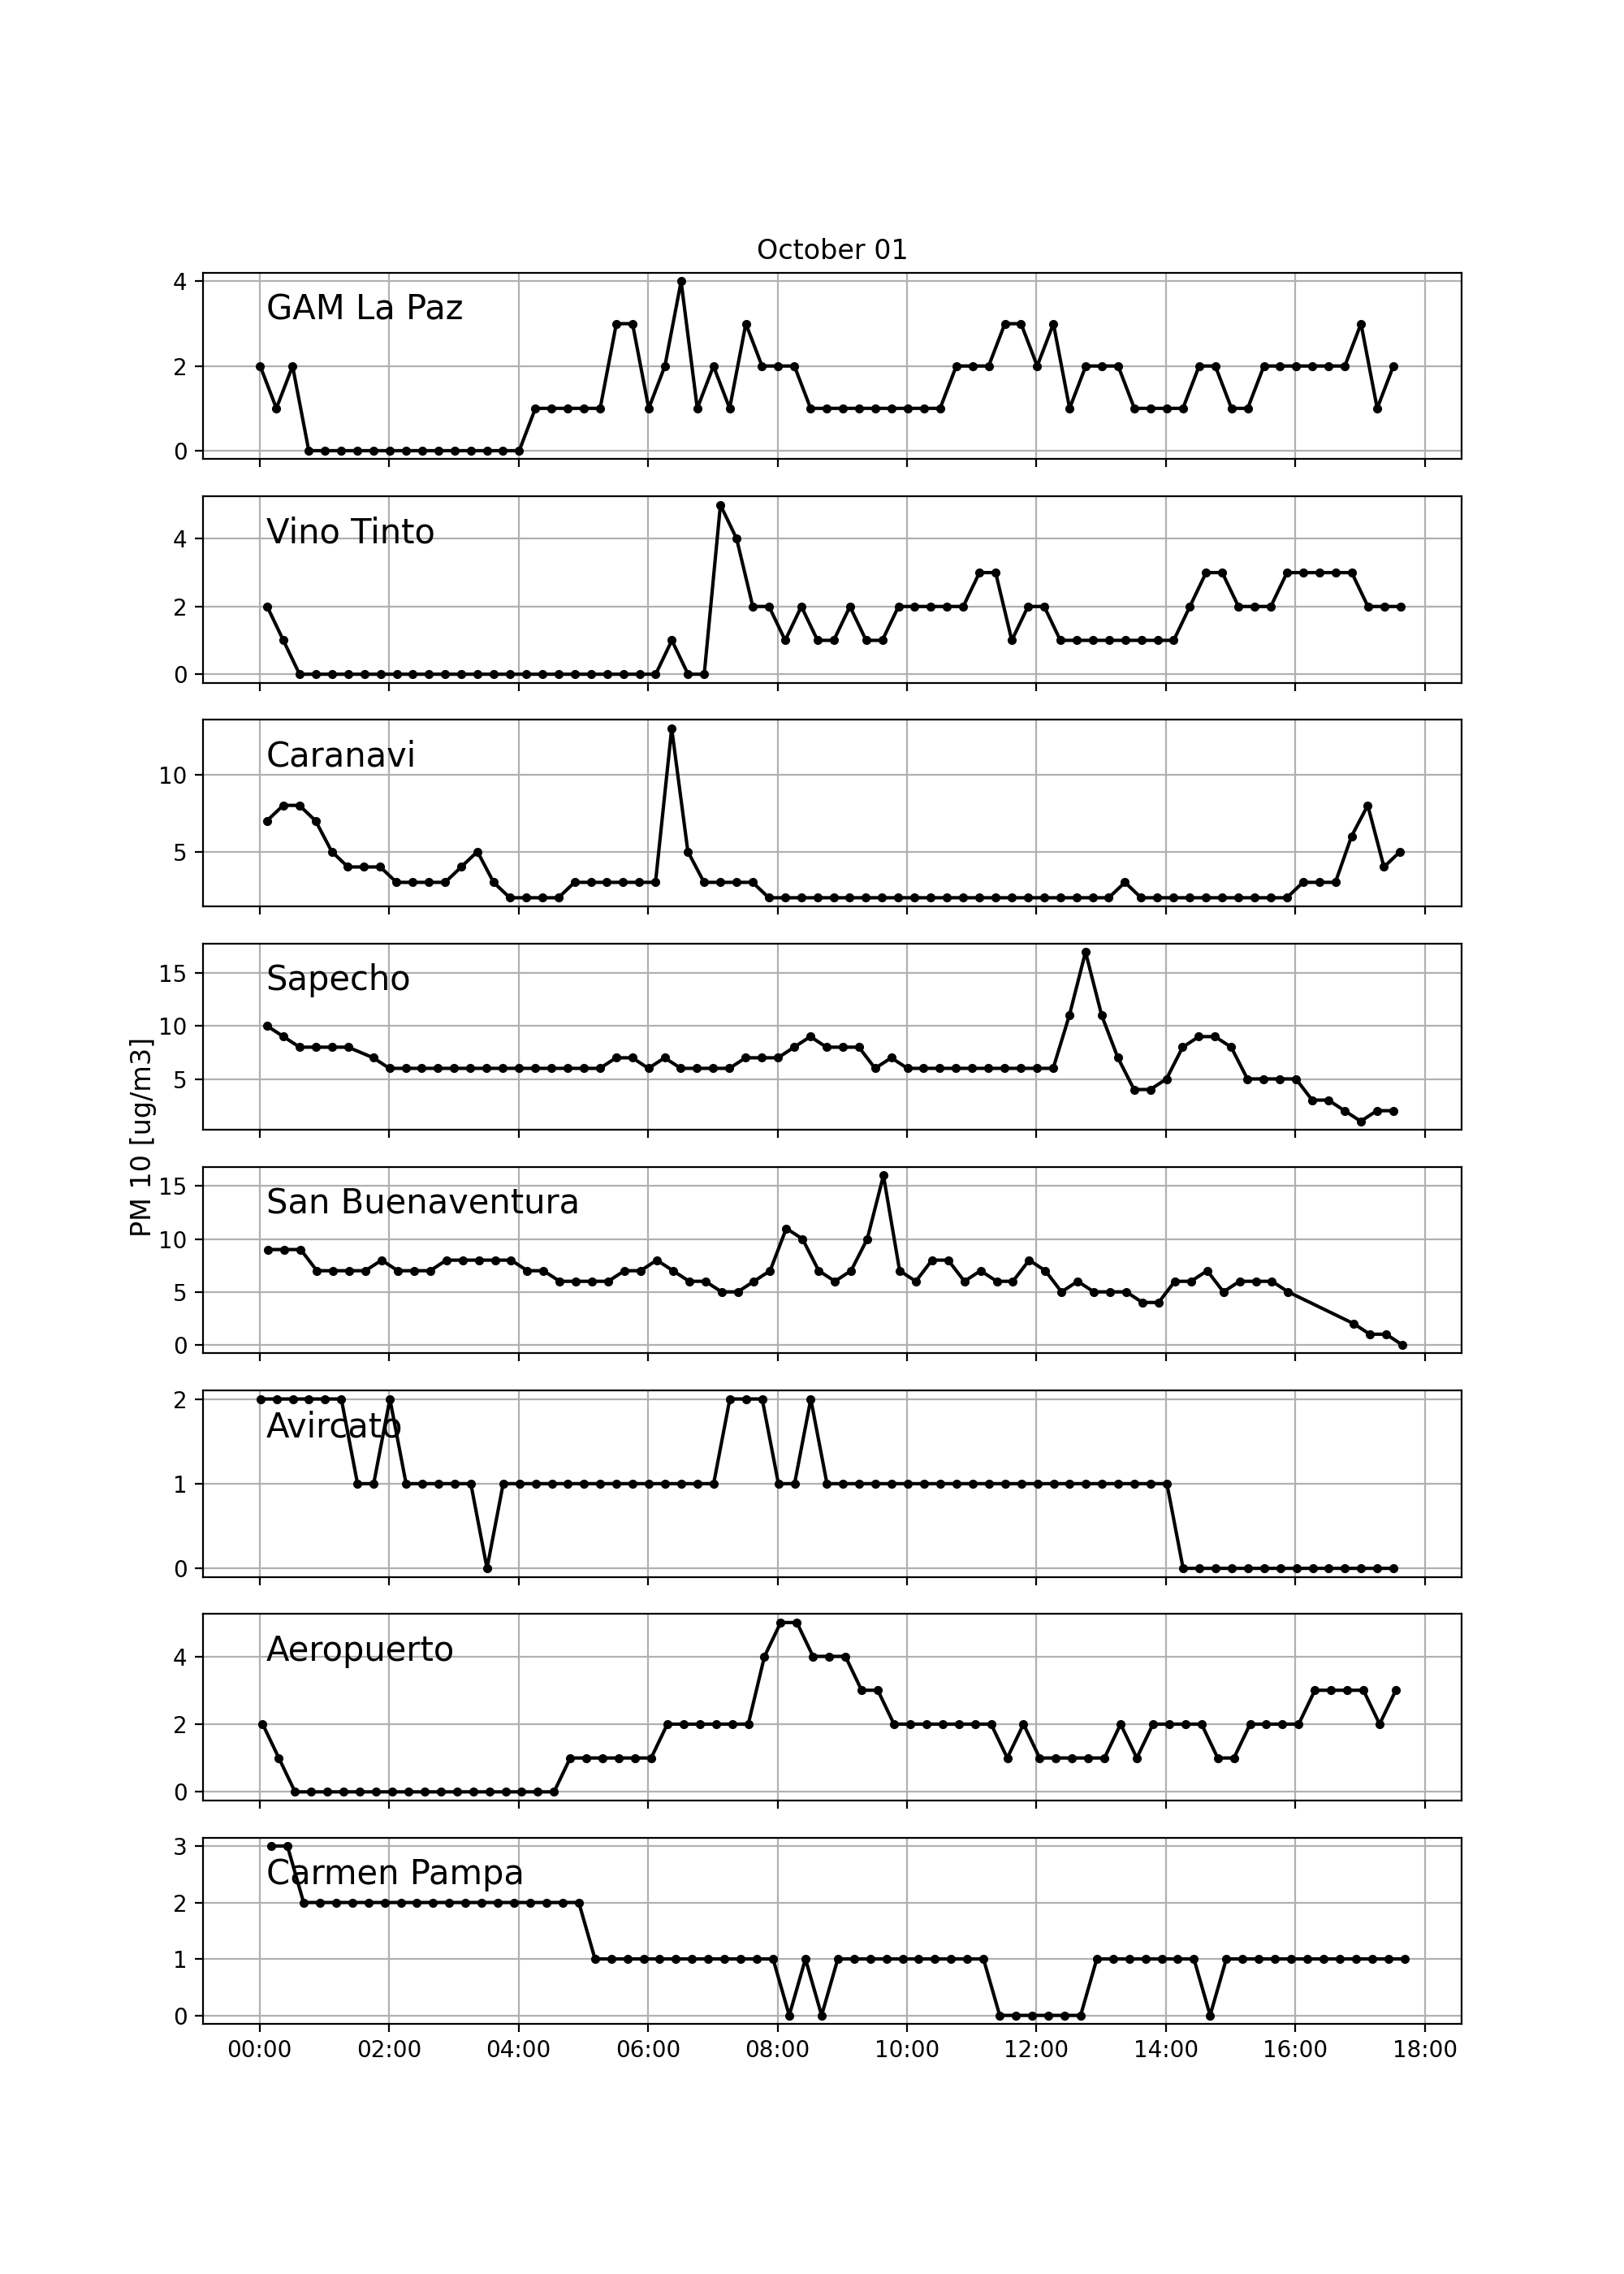 October 01
4
GAM La Paz
2
0
Vino Tinto
4
2
0
Caranavi
10
5
15
Sapecho
10
5
PM 10 [ug/m3]
15
San Buenaventura
10
5
0
2
Avircato
1
0
Aeropuerto
4
2
0
3
Carmen Pampa
2
1
0
00:00 02:00 04:00 06:00 08:00 10:00 12:00 14:00 16:00 18:00